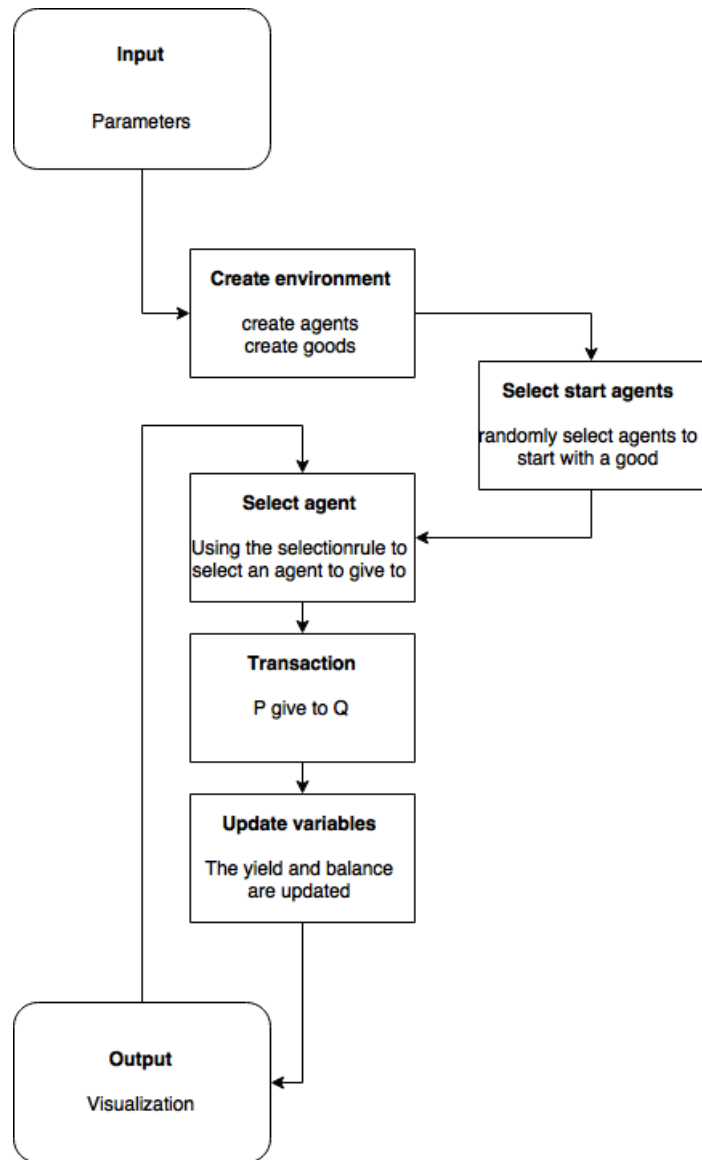 Input
Parameters
Create environment
create agents
create goods
Select start agents
randomly select agents to
start with a good
Select agent
Using the selectionrule to
select an agent to give to
Transaction
P give to Q
Update variables
The yield and balance
are updated
Output
Visualization